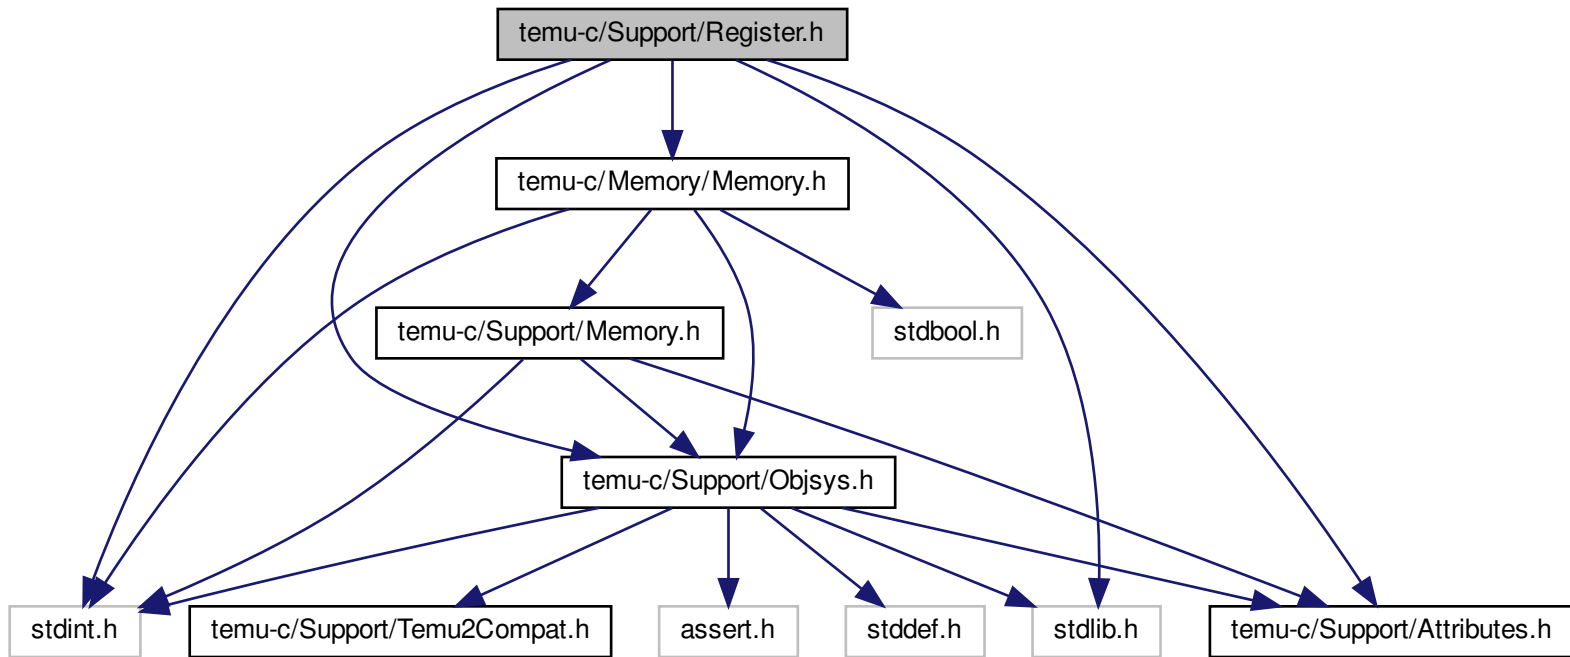 temu-c/Support/Register.h
temu-c/Memory/Memory.h
temu-c/Support/Memory.h
stdbool.h
temu-c/Support/Objsys.h
stdint.h
temu-c/Support/Temu2Compat.h
assert.h
stddef.h
stdlib.h
temu-c/Support/Attributes.h